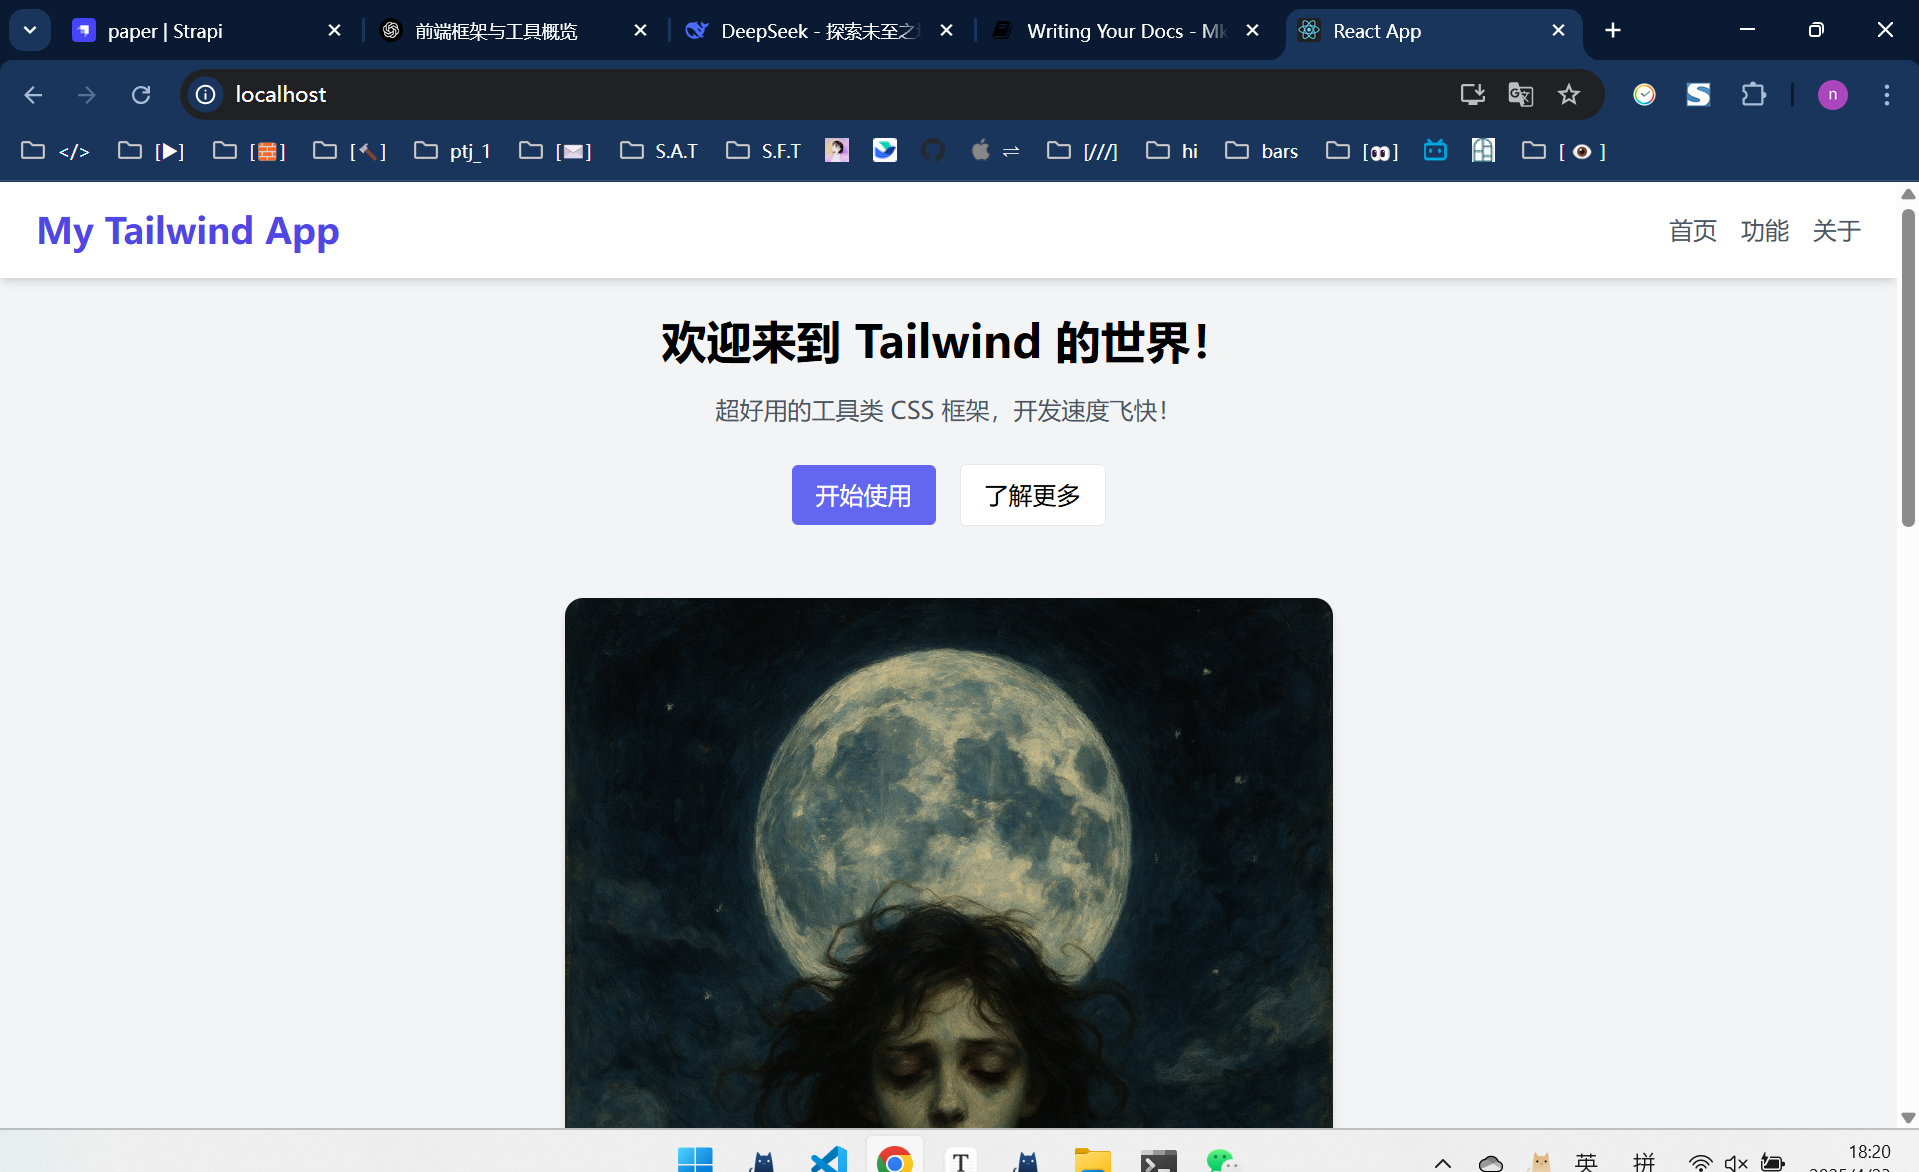 paper | Strapi
前端框架与工具概览
DeepSeek - 探索未至之
Writing Your Docs - Mk
React App
localhost
n
</>
[▶]
[🧱]
[🔨]
ptj_1
[✉️]
S.A.T
S.F.T
⇌
[///]
hi
bars
[👀]
[ 👁 ]
My Tailwind App
首页 功能 关于
欢迎来到 Tailwind 的世界！
超好用的工具类 CSS 框架，开发速度飞快！
开始使用 了解更多
英 拼
18:20